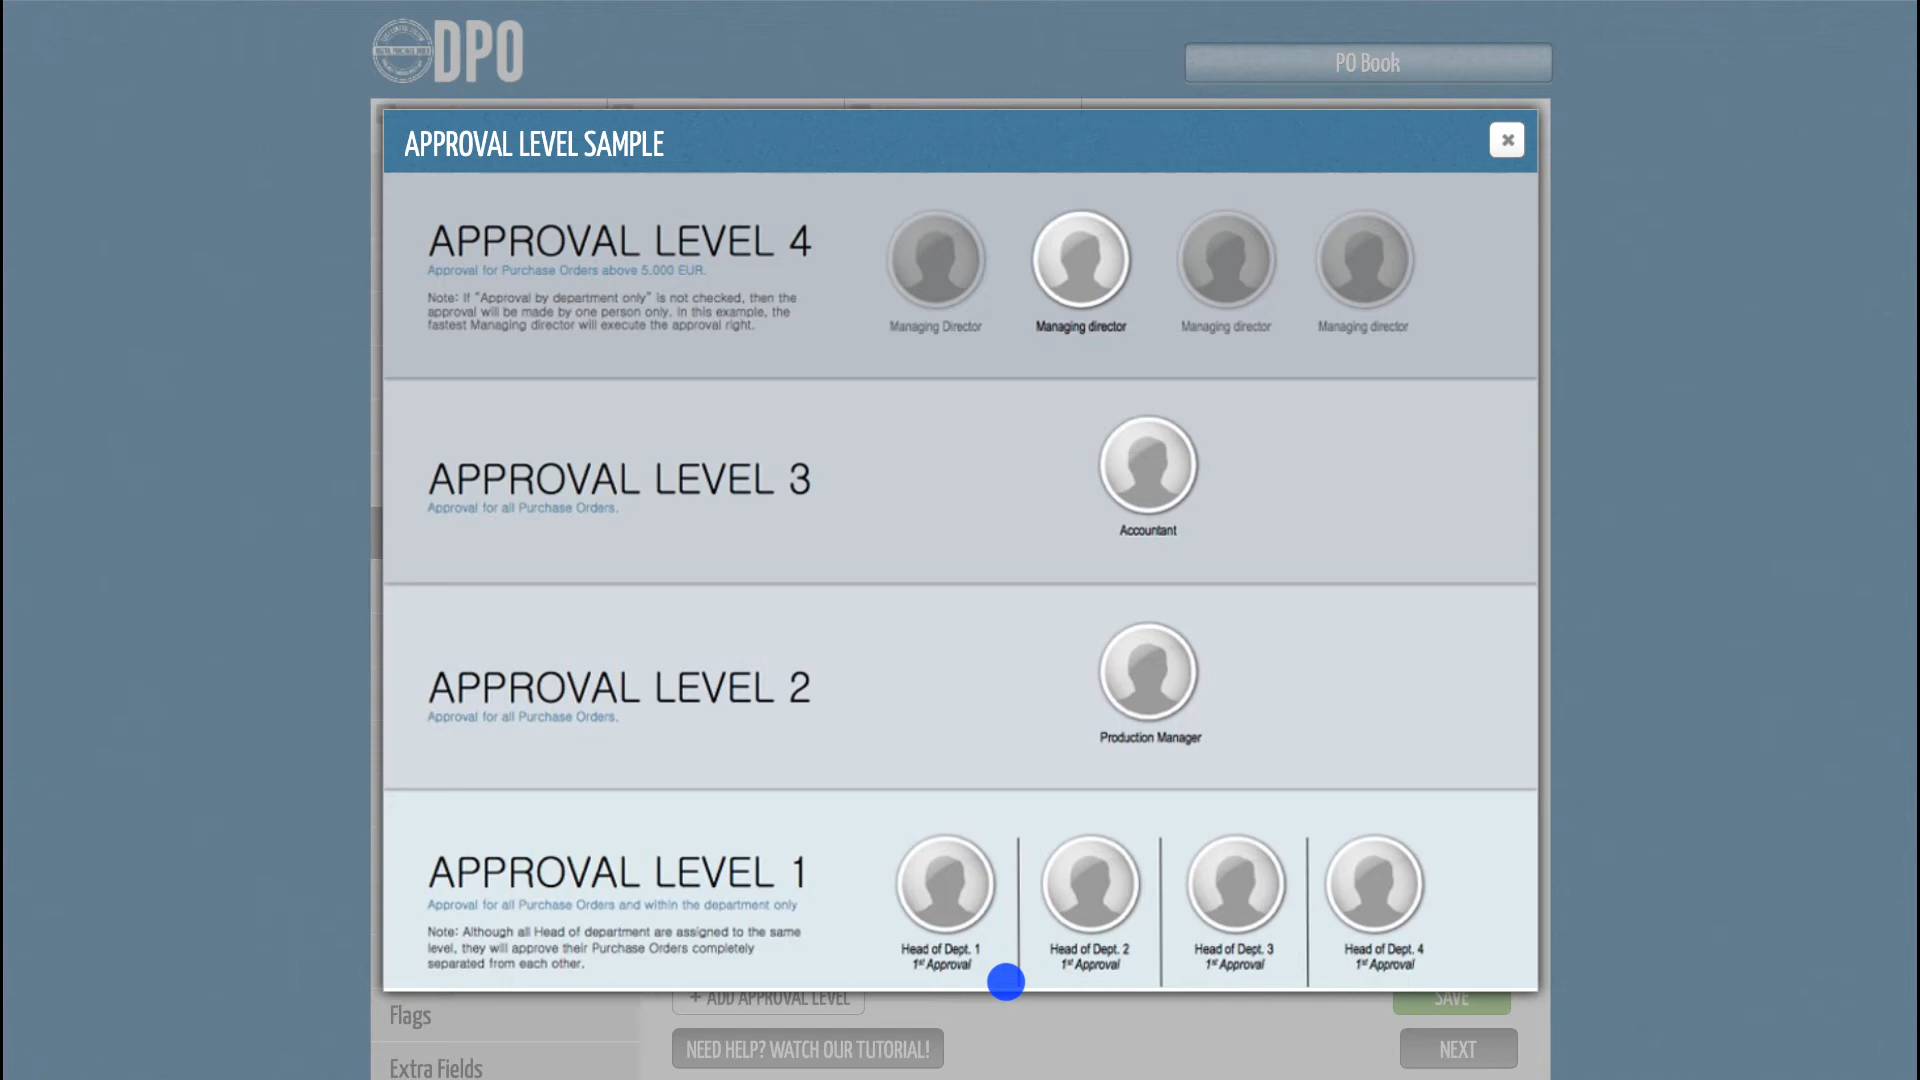 DPO
PO Book
APPROVAL LEVEL SAMPLE
APPROVAL LEVEL 4
Approval for Purchase Orders above 5.000 EUR.
Note: If "Approval by department only" is not checked, then the
approval will be made by one person only. In this example, the
fastest Managing director will execute the approval right.
Managing Director
Managing director
Managing director
Managing director
APPROVAL LEVEL 3
Approval for all Purchase Orders.
Accountant
APPROVAL LEVEL 2
Approval for all Purchase Orders.
Production Manager
APPROVAL LEVEL 1
Approval for all Purchase Orders and within the department only
Note: Although all Head of department are assigned to the same
level, they will approve their Purchase Orders completely
separated from each other.
Head of Dept. 1
1st Approval
Head of Dept. 2
1st Approval
Head of Dept. 3
1st Approval
Head of Dept. 4
1st Approval
+ ADD APPROVAL LEVEL
SAVE
Flags
NEED HELP? WATCH OUR TUTORIAL!
NEXT
Extra Fields